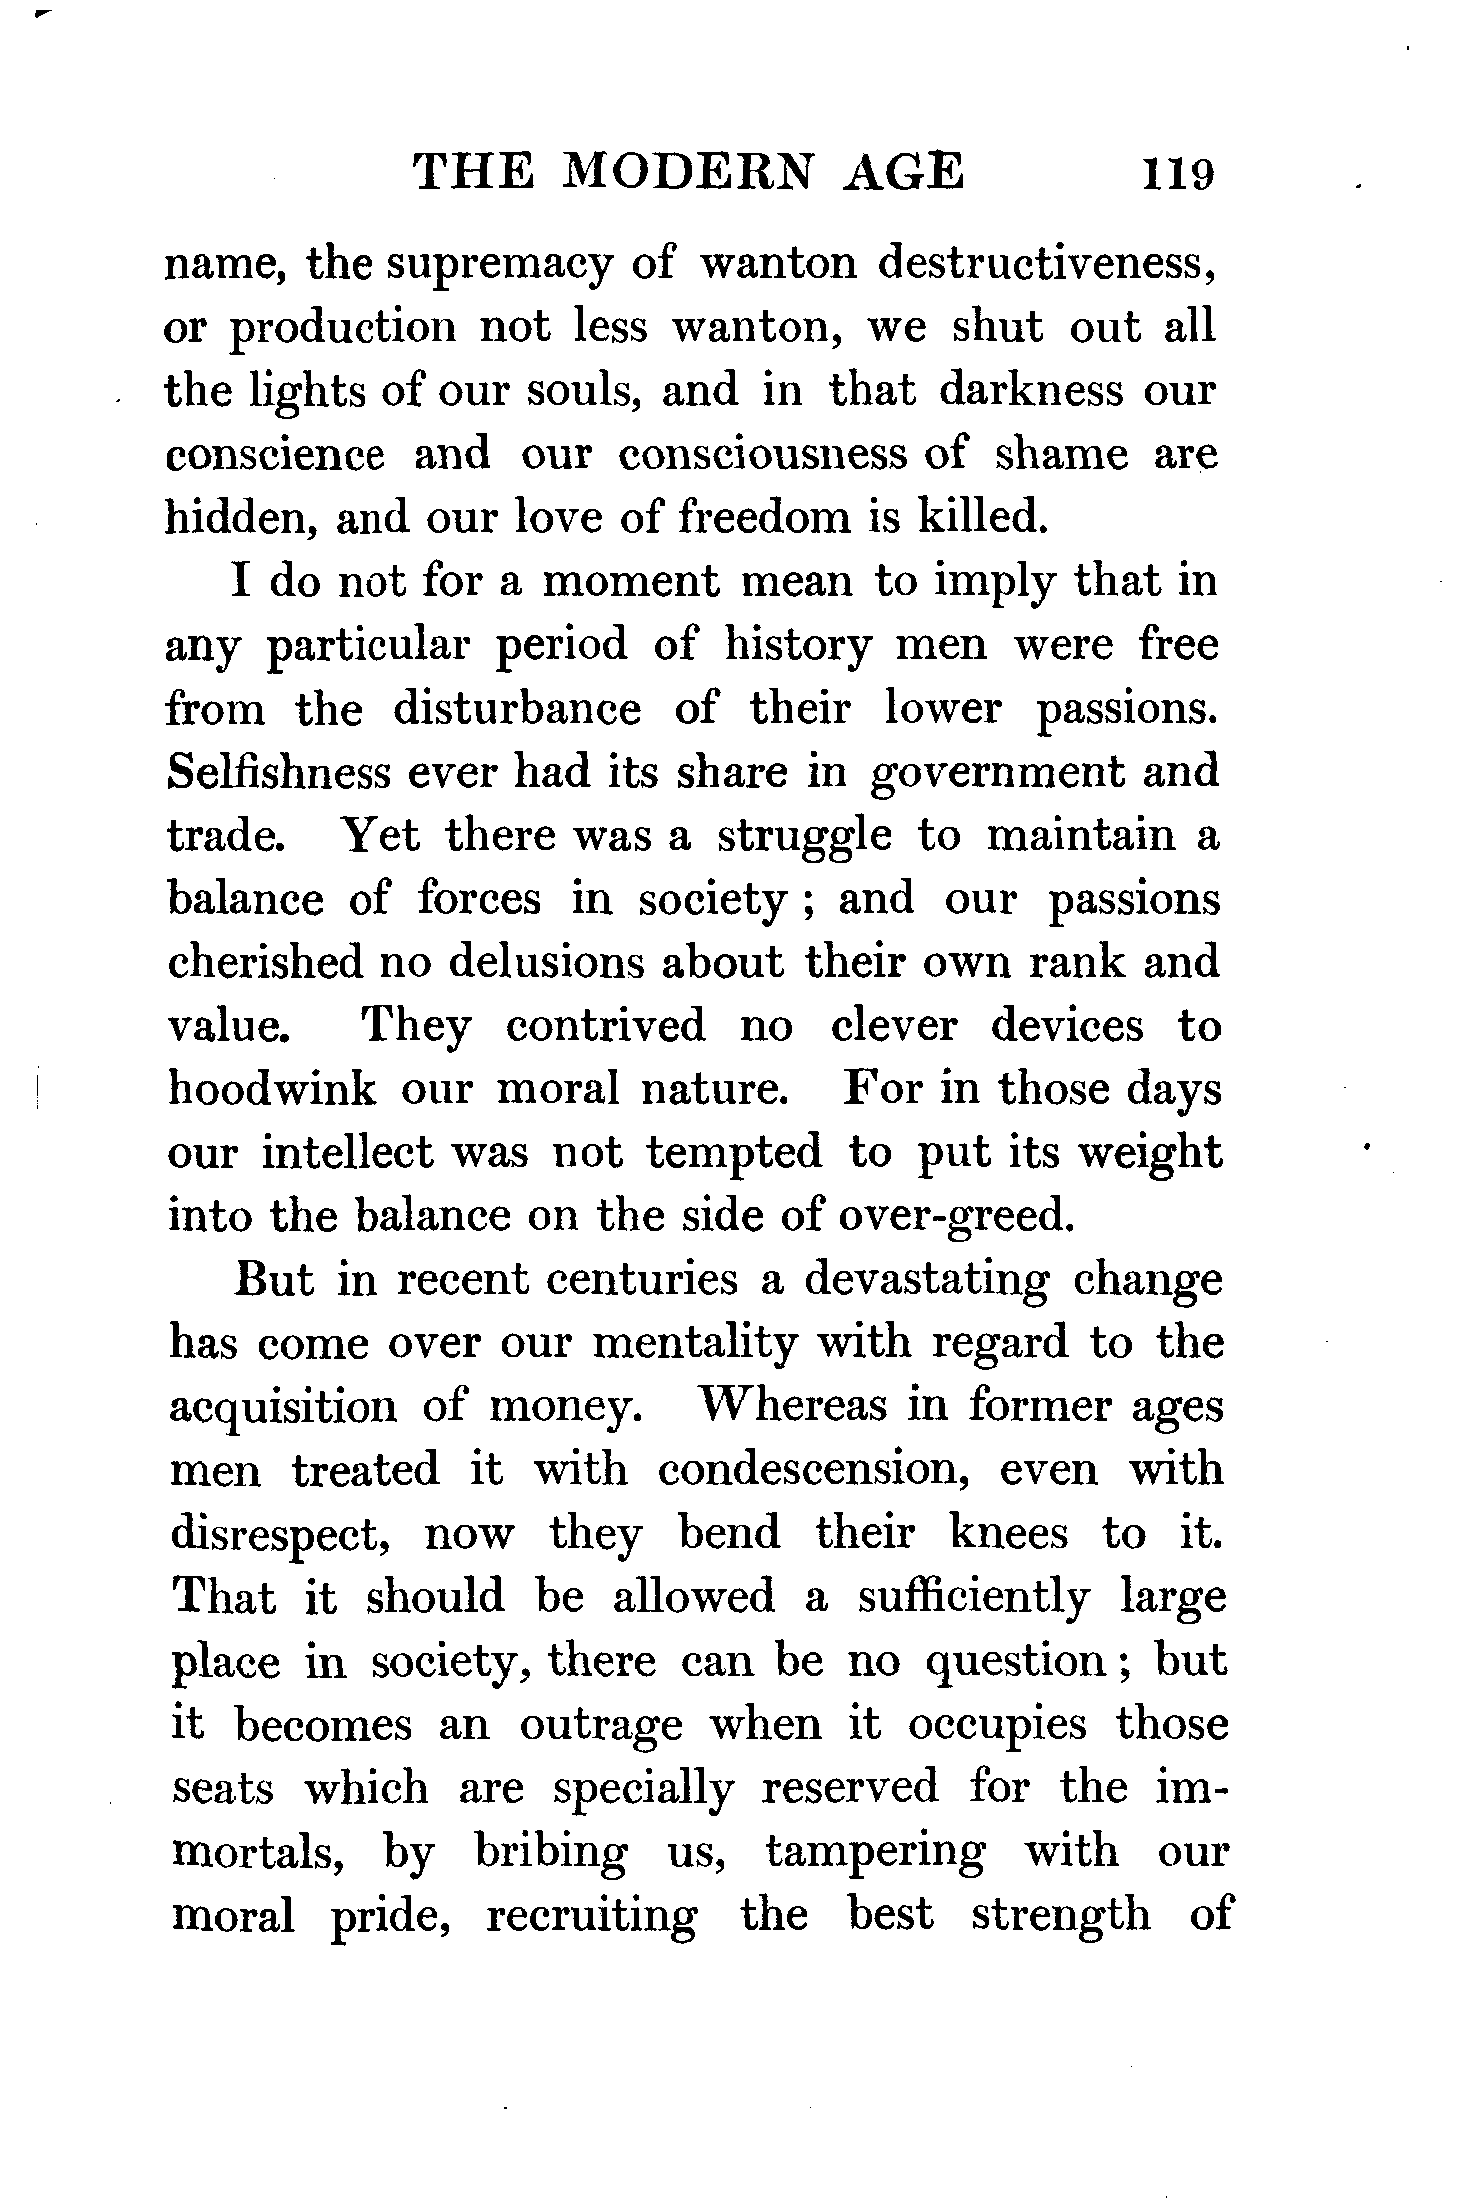 THE MODERN AGE 119
name, the supremacy of wanton destructiveness,
or production not less wanton, we shut out all
the lights of our souls, and in that darkness our
conscience and our consciousness of shame are
hidden, and our love of freedom is killed.
I do not for a moment mean to imply that in
any particular period of history men were free
from the disturbance of their lower passions.
Selfishness ever had its share in government and
trade. Yet there was a struggle to maintain a
balance of forces in society ; and our passions
cherished no delusions about their own rank and
value. They contrived no clever devices to
hoodwink our moral nature. For in those days
our intellect was not tempted to put its weight
into the balance on the side of over-greed.
But in recent centuries a devastating change
has come over our mentality with regard to the
acquisition of money. Whereas in former ages
men treated it with condescension, even with
disrespect, now they bend their knees to it.
That it should be allowed a sufficiently large
place in society, there can be no question ; but
it becomes an outrage when it occupies those
seats which are specially reserved for the im-
mortals, by bribing us, tampering with our
moral pride, recruiting the best strength of